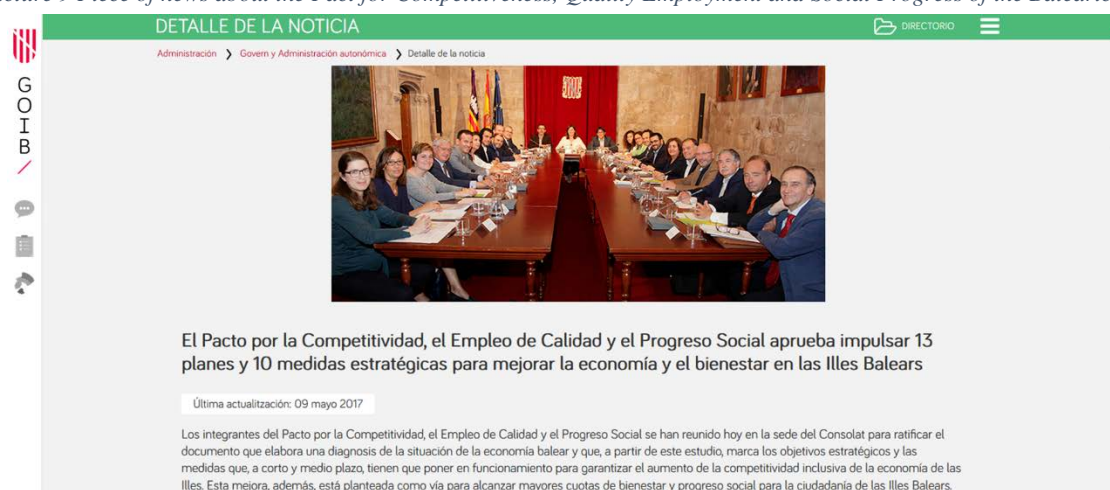 Piece of news about the Pact for Competitiveness, Quality Employment and Social Progress of the Balearic
DETALLE DE LA NOTICIA
DIRECTORIO
GOIB
Administración ❯ Govern y Administración autonómica ❯ Detalle de la noticia
El Pacto por la Competitividad, el Empleo de Calidad y el Progreso Social aprueba impulsar 13
planes y 10 medidas estratégicas para mejorar la economía y el bienestar en las Illes Balears
Última actualitzación: 09 mayo 2017
Los integrantes del Pacto por la Competitividad, el Empleo de Calidad y el Progreso Social se han reunido hoy en la sede del Consolat para ratificar el
documento que elabora una diagnosis de la situación de la economía balear y que, a partir de este estudio, marca los objetivos estratégicos y las
medidas que, a corto y medio plazo, tienen que poner en funcionamiento para garantizar el aumento de la competitividad inclusiva de la economía de las
Illes. Esta mejora, además, está planteada como vía para alcanzar mayores cuotas de bienestar y progreso social para la ciudadanía de las Illes Balears.